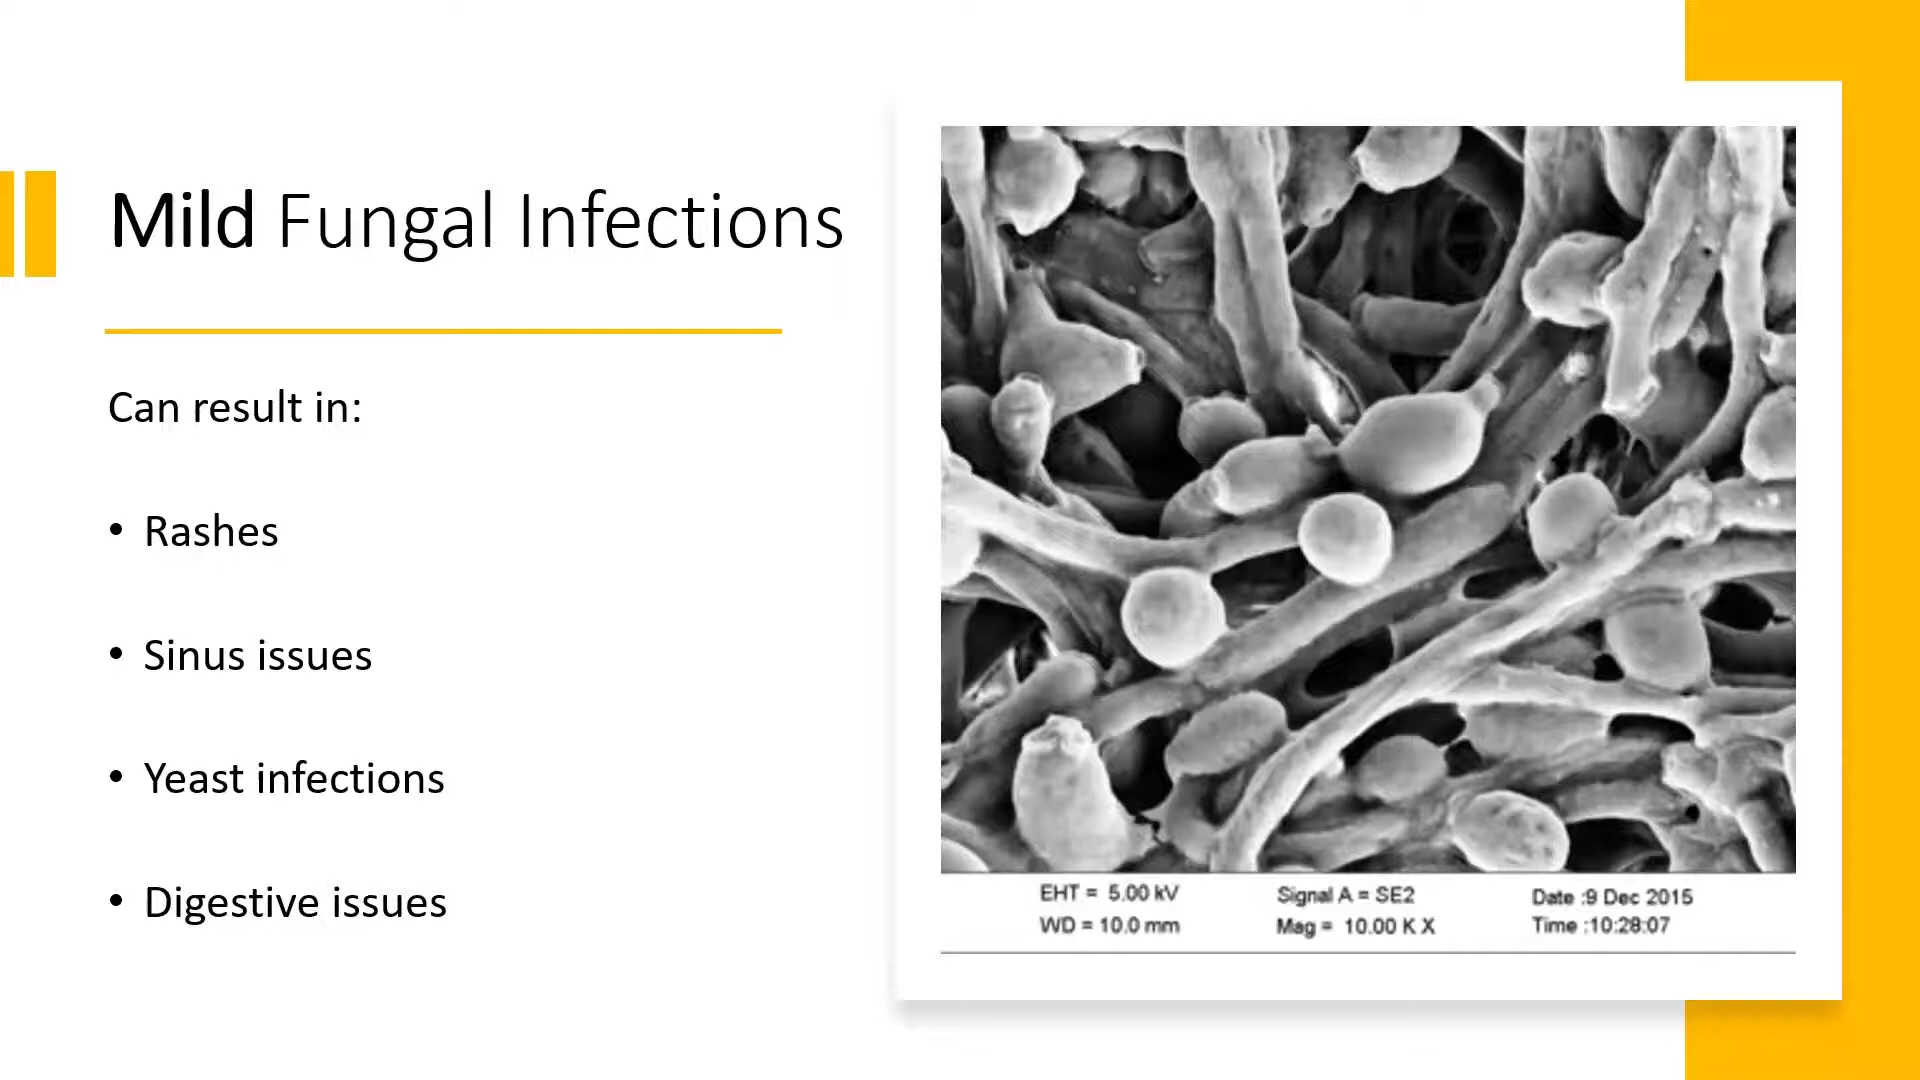 Mild Fungal Infections
Can result in:
• Rashes
• Sinus issues
• Yeast infections
• Digestive issues
EHT = 5.00 kV
WD = 10.0 mm
Signal A = SE2
Mag = 10.00 K X
Date :9 Dec 2015
Time :10:28:07